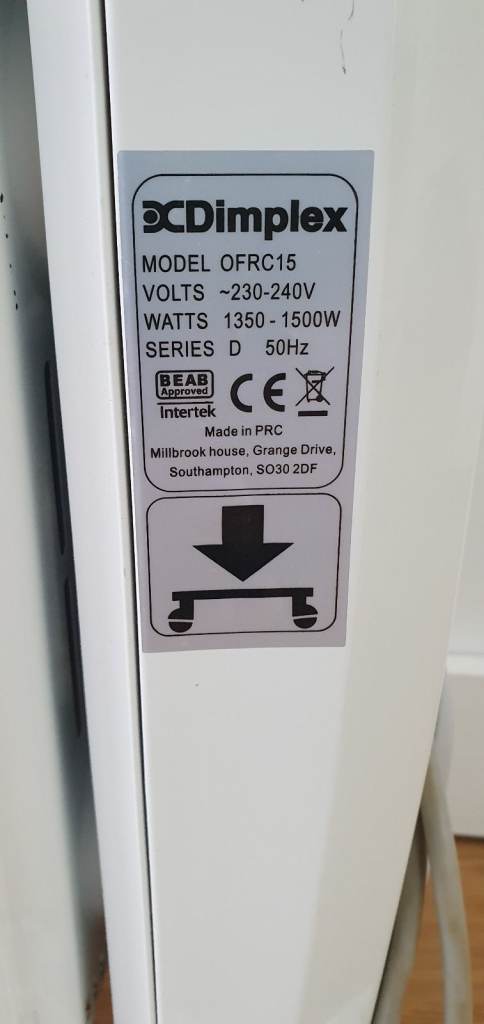 Dimplex
MODEL OFRC15
VOLTS ~230-240V
WATTS 1350 - 1500W
SERIES D 50Hz
BEAB
Approved
Intertek
CE
Made in PRC
Millbrook house, Grange Drive,
Southampton, SO30 2DF